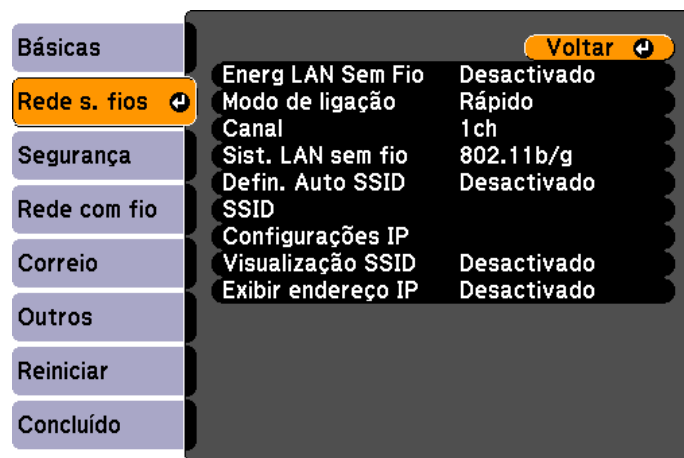 Básicas
Rede s. fios
Segurança
Rede com fio
Correio
Outros
Reiniciar
Concluído
Voltar
Energ LAN Sem Fio Desactivado
Modo de ligação Rápido
Canal 1ch
Sist. LAN sem fio 802.11b/g
Defin. Auto SSID Desactivado
SSID
Configurações IP
Visualização SSID Desactivado
Exibir endereço IP Desactivado